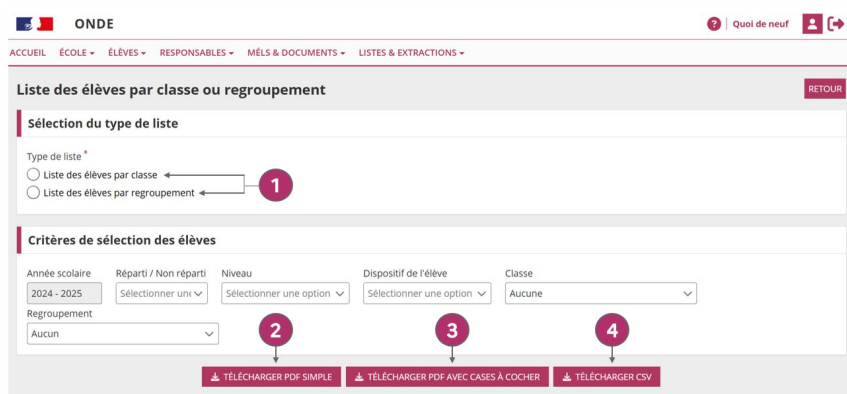 ONDE
Quoi de neuf
ACCUEIL ÉCOLE ÉLÈVES RESPONSABLES MÉLS & DOCUMENTS LISTES & EXTRACTIONS
Liste des élèves par classe ou regroupement
RETOUR
Sélection du type de liste
Type de liste *
Liste des élèves par classe
Liste des élèves par regroupement
1
Critères de sélection des élèves
Année scolaire Réparti / Non réparti Niveau Dispositif de l'élève Classe
2024 - 2025 Sélectionner une Sélectionner une option Sélectionner une option Aucune
Regroupement
Aucun
2 3 4
TÉLÉCHARGER PDF SIMPLE TÉLÉCHARGER PDF AVEC CASES À COCHER TÉLÉCHARGER CSV